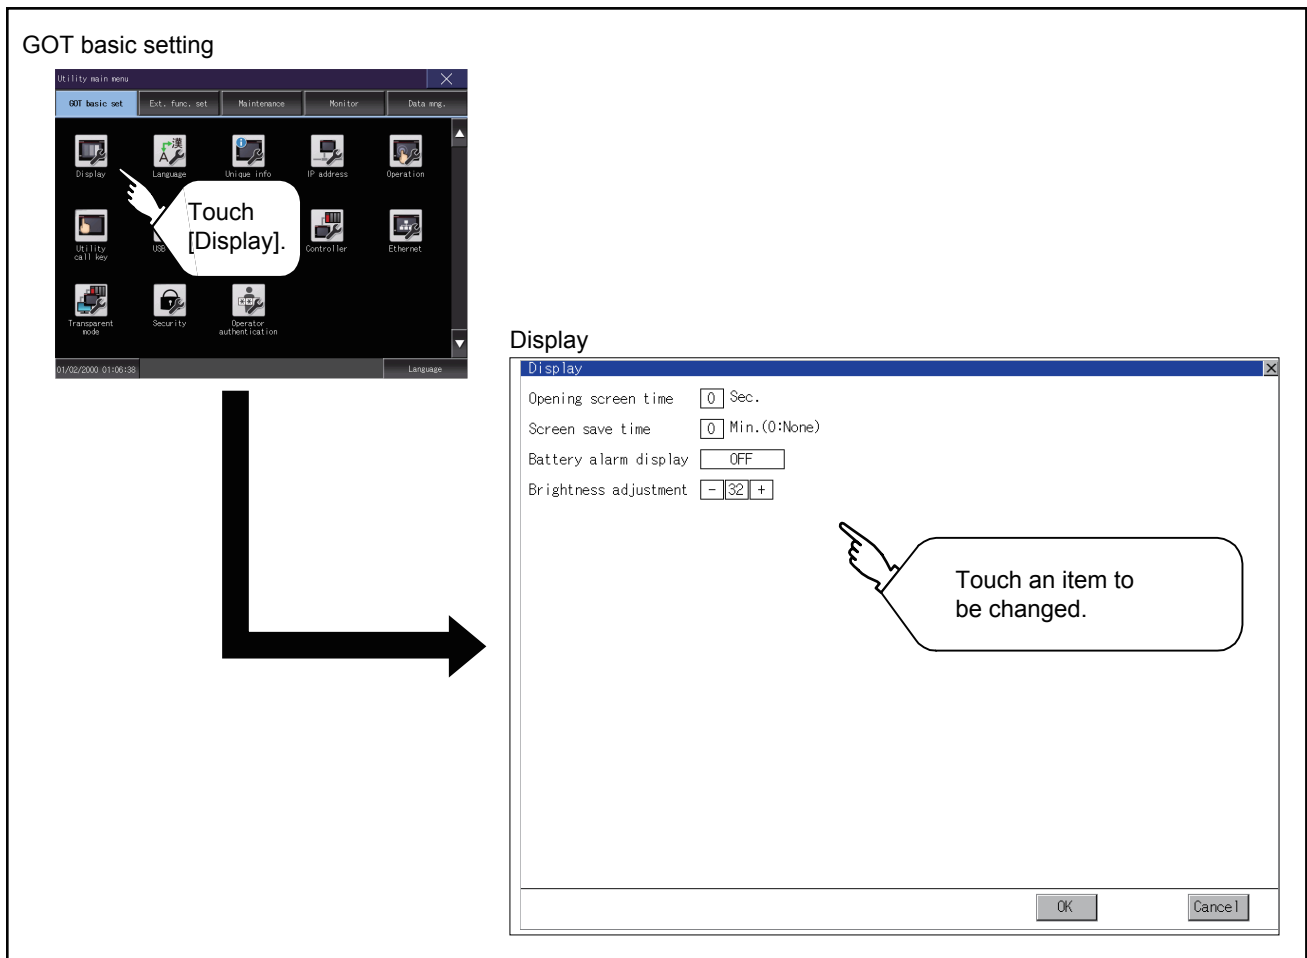 GOT basic setting
Utility main menu
GOT basic set Ext. func. set Maintenance Monitor Data mng.
A 漢
Display Language Unique info IP address Operation
Touch
[Display].
Utility
call key
USB
Controller Ethernet
Transparent
mode
Security
Operator
authentication
01/02/2000 01:06:38 Language
Display
Display
Opening screen time 0 Sec.
Screen save time 0 Min.(0:None)
Battery alarm display OFF
Brightness adjustment - 32 +
Touch an item to
be changed.
OK Cancel